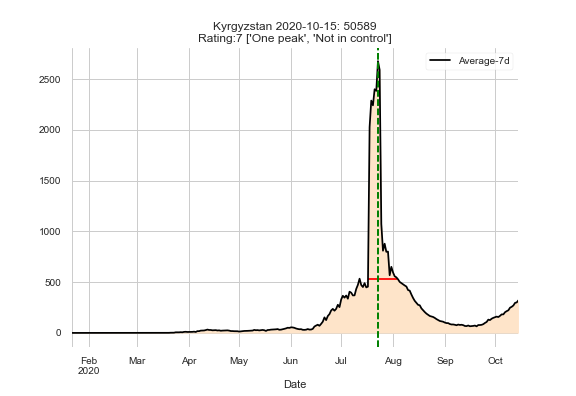 Kyrgyzstan 2020-10-15: 50589
Rating:7 ['One peak', 'Not in control']
Average-7d
2500
2000
1500
1000
500
0
Feb Mar Apr May Jun Jul Aug Sep Oct
2020
Date